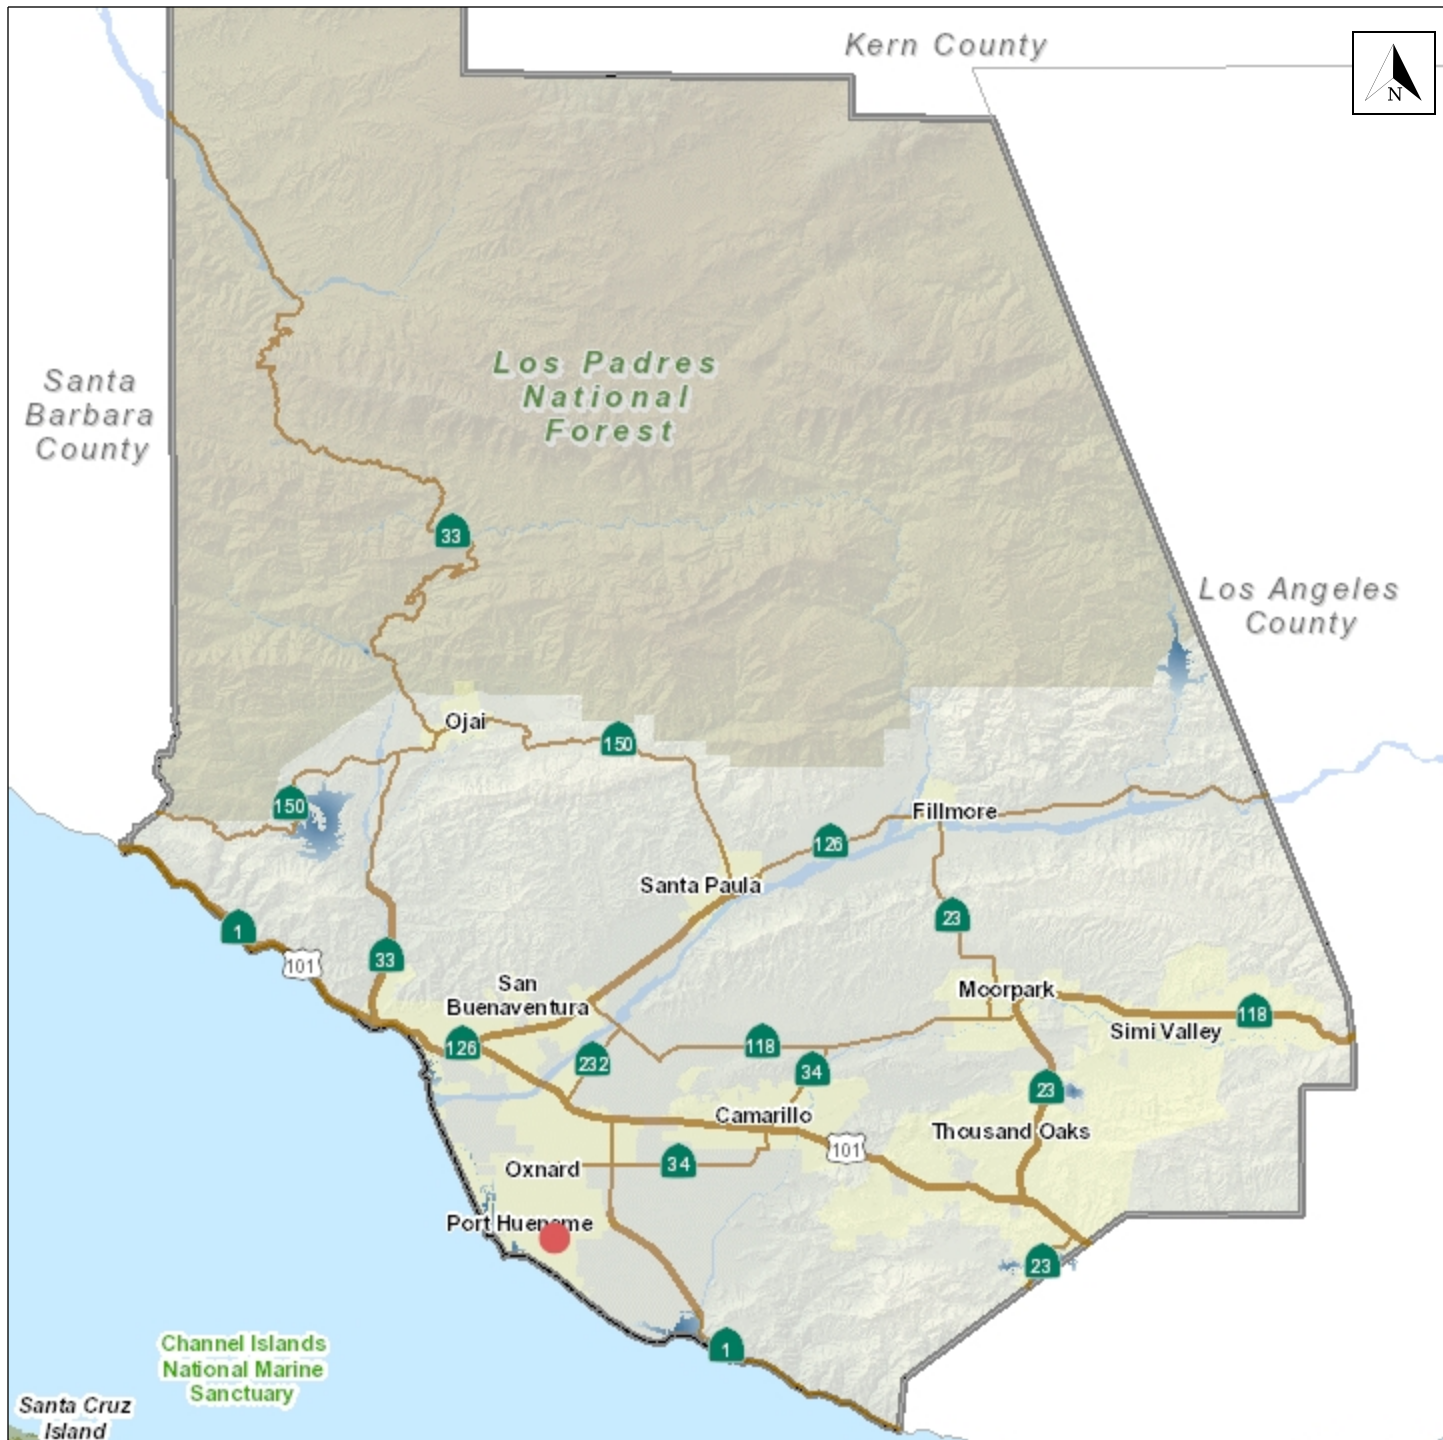 Kern County
N
Los Padres
National
Forest
Santa
Barbara
County
33
Los Angeles
County
Ojai
150
150
Fillmore
126
Santa Paula
23
1
33
101
San
Buenaventura
Moorpark
118
Simi Valley
126
118
232
34
23
Camarillo
Thousand Oaks
101
34
Oxnard
Port Hueneme
23
1
Channel Islands
National Marine
Sanctuary
Santa Cruz
Island